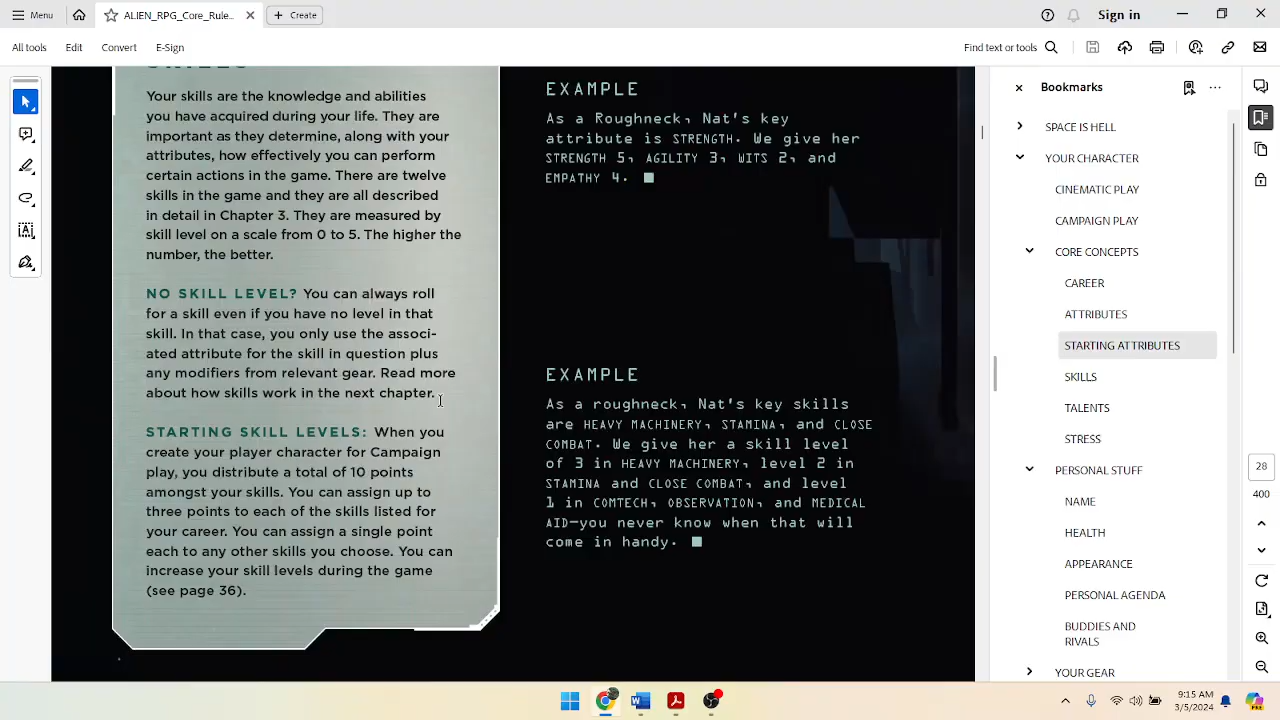 Menu
ALIEN_RPG_Core_Rule...
Create
Sign in
All tools
Edit
Convert
E-Sign
Find text or tools
SKILLS
Your skills are the knowledge and abilities
you have acquired during your life. They are
important as they determine, along with your
attributes, how effectively you can perform
certain actions in the game. There are twelve
skills in the game and they are all described
in detail in Chapter 3. They are measured by
skill level on a scale from 0 to 5. The higher the
number, the better.
NO SKILL LEVEL? You can always roll
for a skill even if you have no level in that
skill. In that case, you only use the associ-
ated attribute for the skill in question plus
any modifiers from relevant gear. Read more
about how skills work in the next chapter.
STARTING SKILL LEVELS: When you
create your player character for Campaign
play, you distribute a total of 10 points
amongst your skills. You can assign up to
three points to each of the skills listed for
your career. You can assign a single point
each to any other skills you choose. You can
increase your skill levels during the game
(see page 36).
EXAMPLE
As a Roughneck, Nat's key
attribute is STRENGTH. We give her
STRENGTH 5, AGILITY 3, WITS 2, and
EMPATHY 4.
EXAMPLE
As a roughneck, Nat's key skills
are HEAVY MACHINERY, STAMINA, and CLOSE
COMBAT. We give her a skill level
of 3 in HEAVY MACHINERY, level 2 in
STAMINA and CLOSE COMBAT, and level
1 in COMTECH, OBSERVATION, and MEDICAL
AID—you never know when that will
come in handy.
Bookmarks
SPACE IS HELL
YOUR CHARACTER
CINEMATIC PLAY
CAMPAIGN PLAY
CORE CONCEPTS
CAREER
ATTRIBUTES
STARTING ATTRIBUTES
SKILLS
TALENTS
STRESS
PERSONAL STUFF
NAME
HEALTH
APPEARANCE
PERSONAL AGENDA
BUDDIES AND
RIVALS
YOUR GEAR
28
400
9:15 AM
3/5/2024